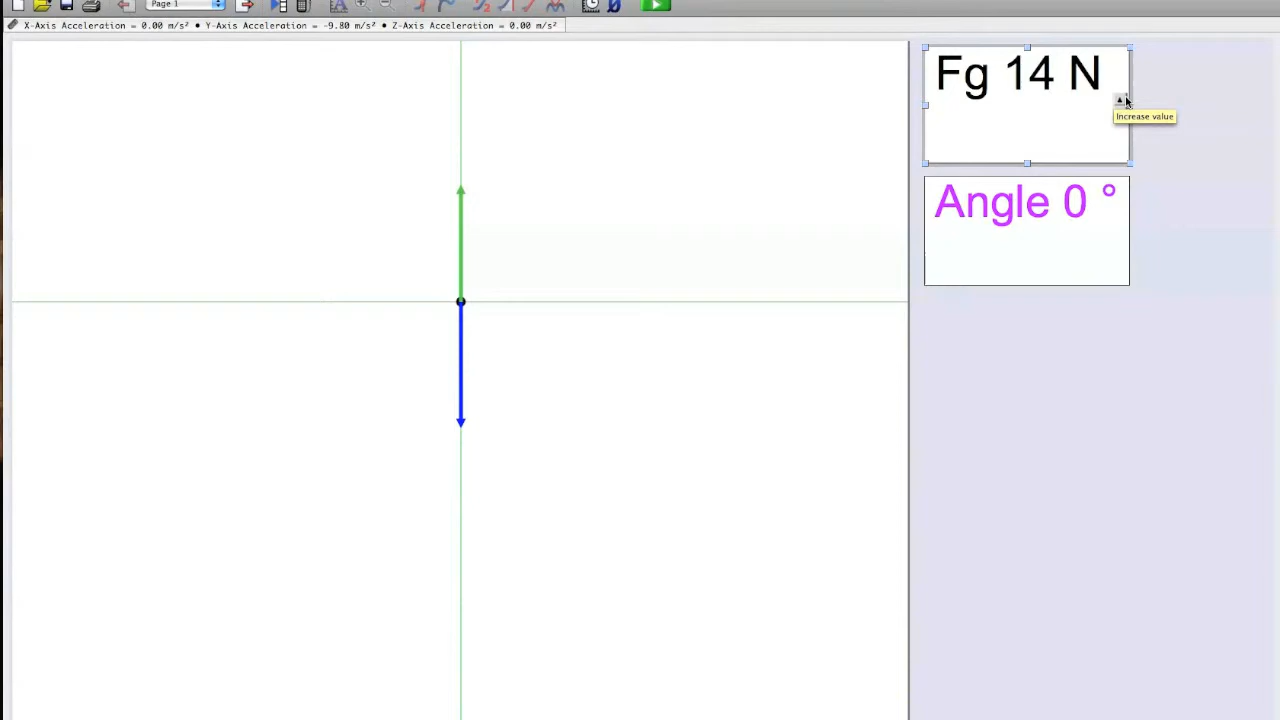 Page 1
X-Axis Acceleration = 0.00 m/s² • Y-Axis Acceleration = -9.80 m/s² • Z-Axis Acceleration = 0.00 m/s²
Fg 14 N
Increase value
Angle 0 °